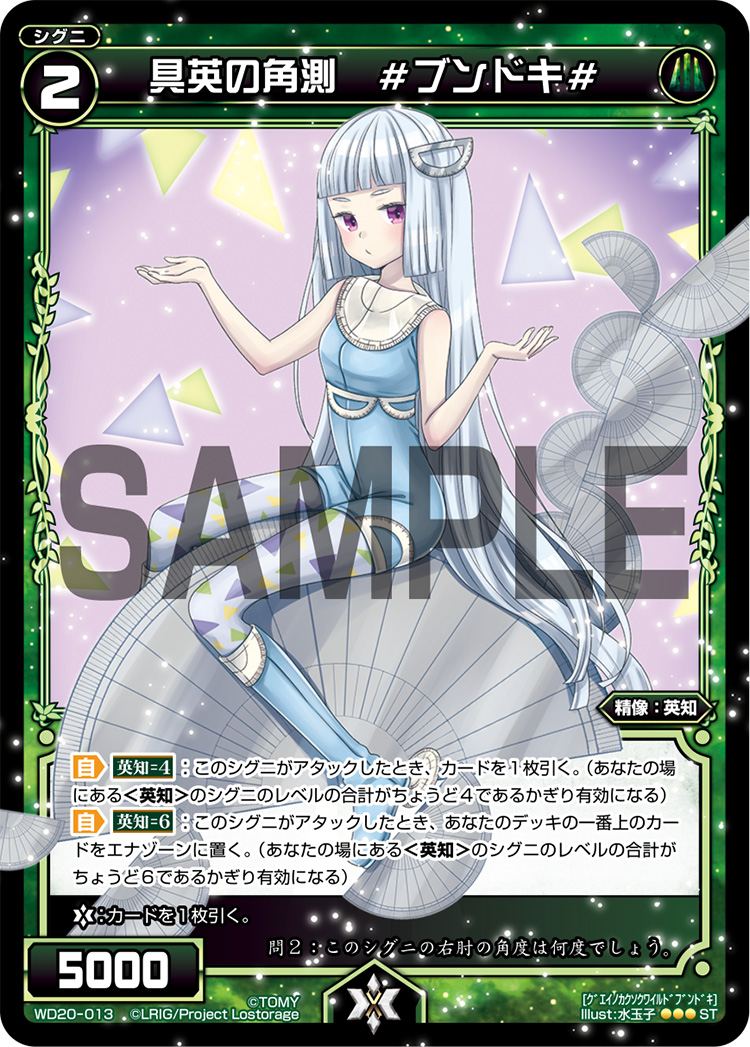 シグニ
2
具英の角測　#ブンドキ#
SAMPLE
精像：英知
自 英知=4：このシグニがアタックしたとき、カードを１枚引く。（あなたの場
にある＜英知＞のシグニのレベルの合計がちょうど４であるかぎり有効になる）
自 英知=6：このシグニがアタックしたとき、あなたのデッキの一番上のカー
ドをエナゾーンに置く。（あなたの場にある＜英知＞のシグニのレベルの合計が
ちょうど６であるかぎり有効になる）
：カードを１枚引く。
問２：このシグニの右肘の角度は何度でしょう。
5000
©TOMY
WD20-013 ©LRIG/Project Lostorage
[ｸﾞｴｲﾉｶｸｿｸﾜｲﾙﾄﾞﾌﾞﾝﾄﾞｷ]
Illust:水玉子 ST